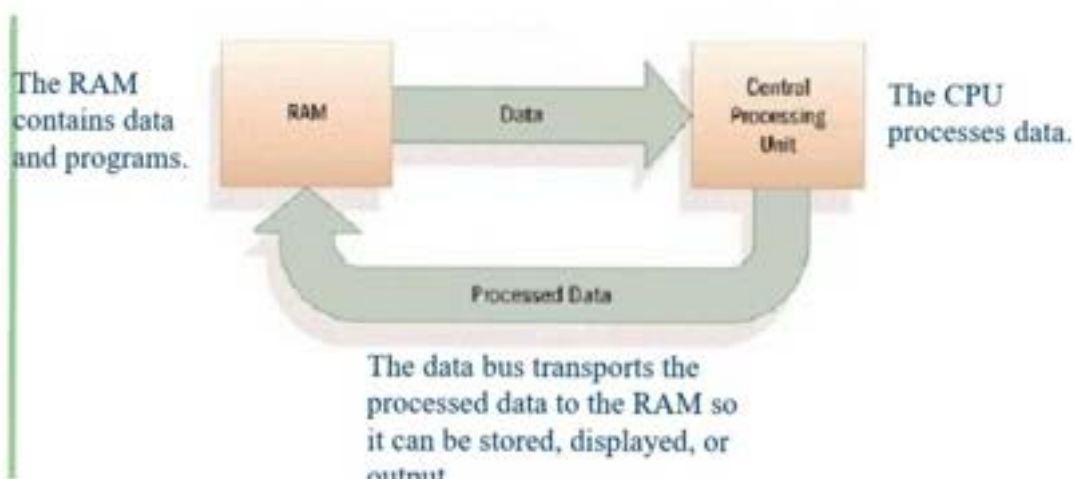 The RAM
contains data
and programs.
RAM
Data
Central
Processing
Unit
The CPU
processes data.
Processed Data
The data bus transports the
processed data to the RAM so
it can be stored, displayed, or
output